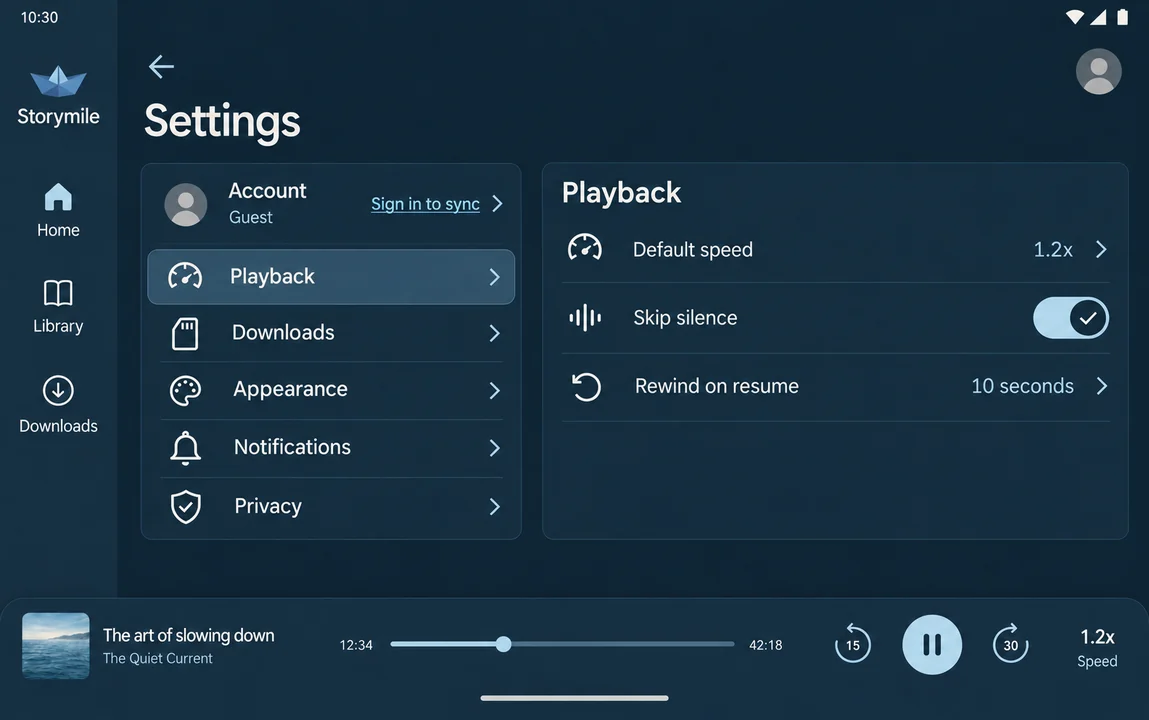 10:30
Storymile
Home
Library
Downloads
Settings
Account
Guest
Sign in to sync
Playback
Downloads
Appearance
Notifications
Privacy
Playback
Default speed 1.2x
Skip silence
Rewind on resume 10 seconds
The art of slowing down
The Quiet Current
12:34
42:18
15
30
1.2x
Speed